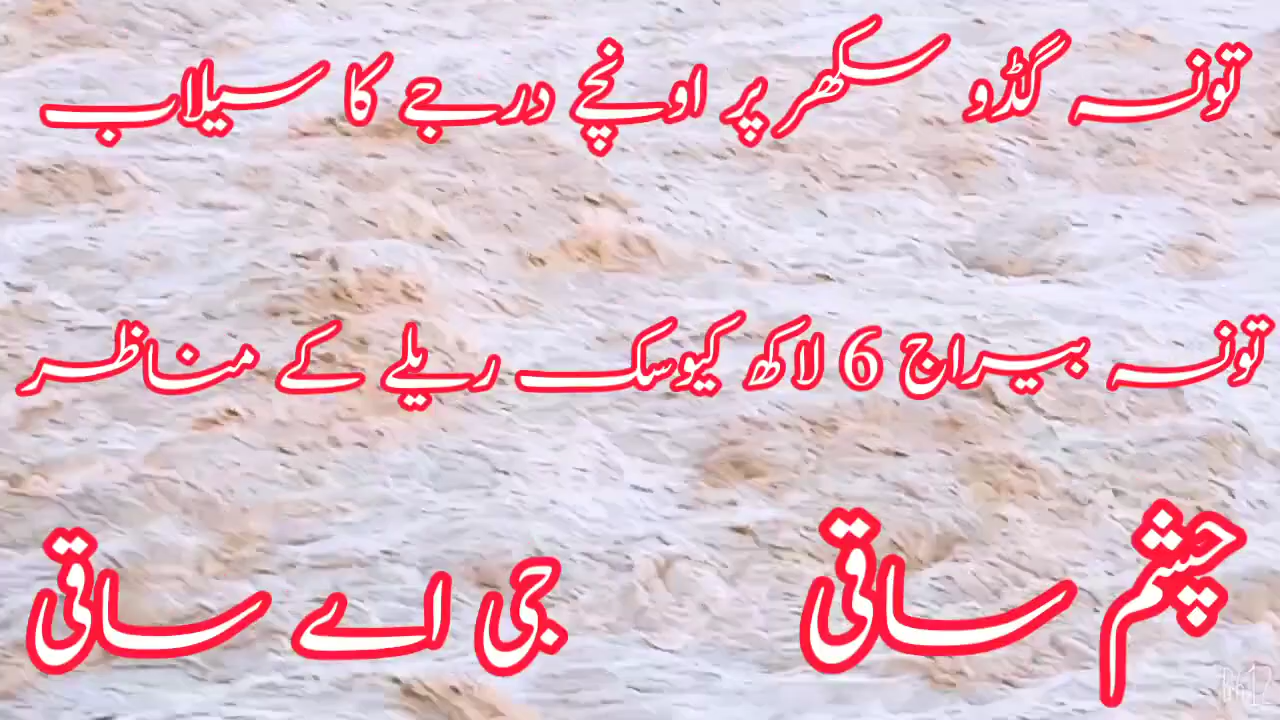 تونسہ گڈو سکھر پر اونچے درجے کا سیلاب
تونسہ بیراج 6 لاکھ کیوسک ریلے کے مناظر
چشم ساقی جی اے ساقی